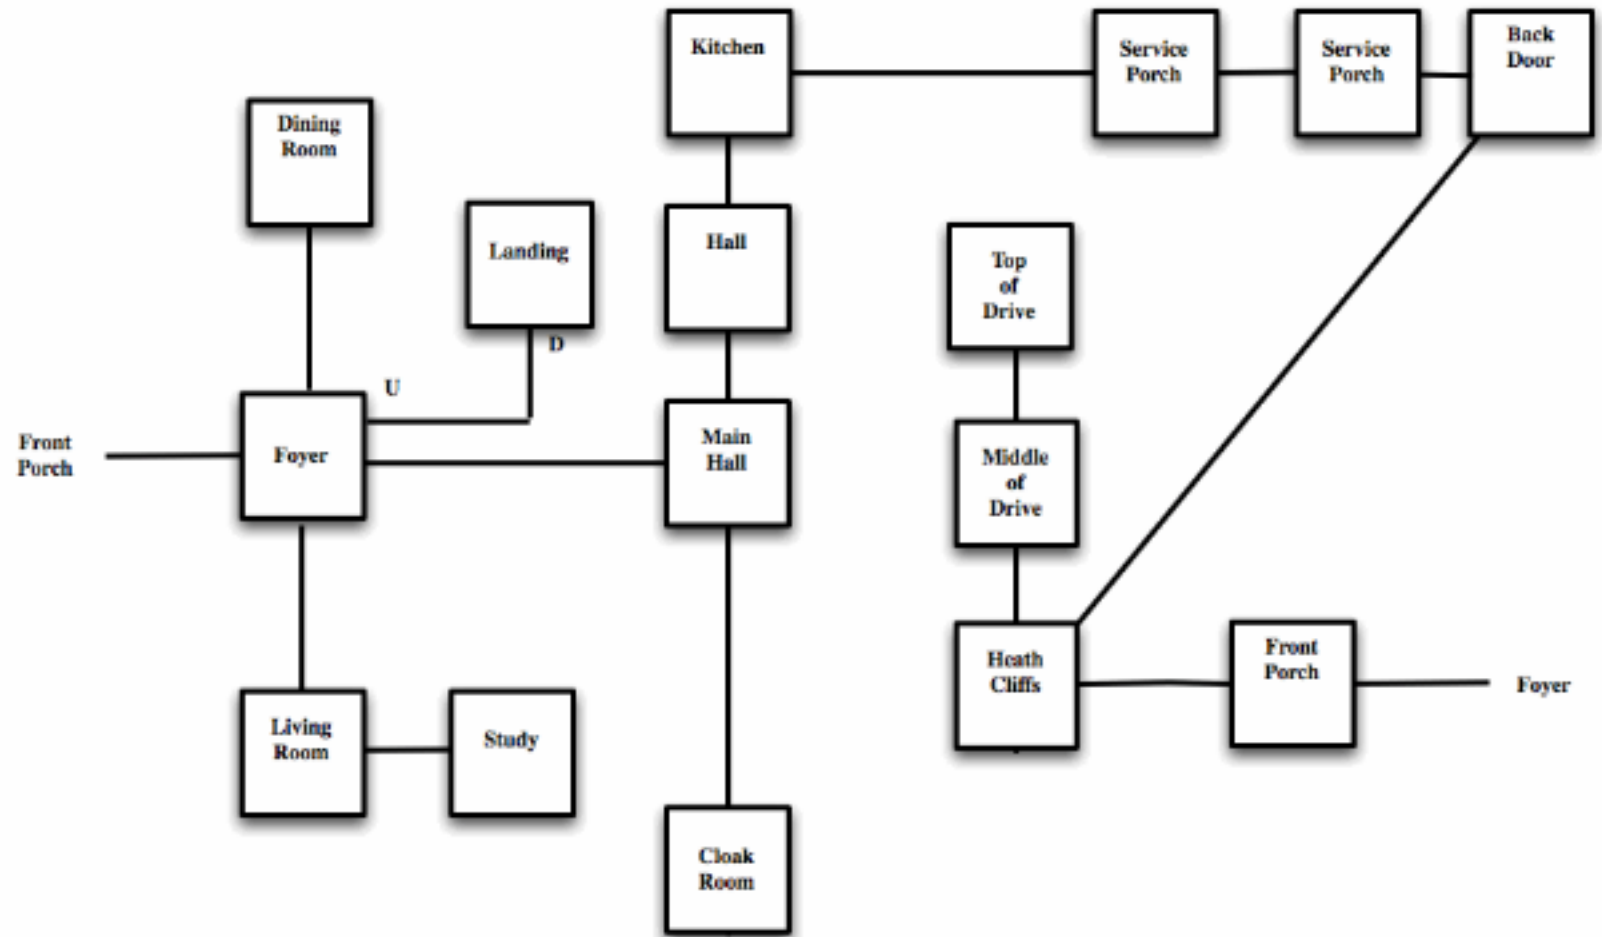 Kitchen
Service
Porch
Service
Porch
Back
Door
Dining
Room
Landing
D
Hall
Top
of
Drive
U
Front
Porch
Foyer
Main
Hall
Middle
of
Drive
Living
Room
Study
Heath
Cliffs
Front
Porch
Foyer
Cloak
Room